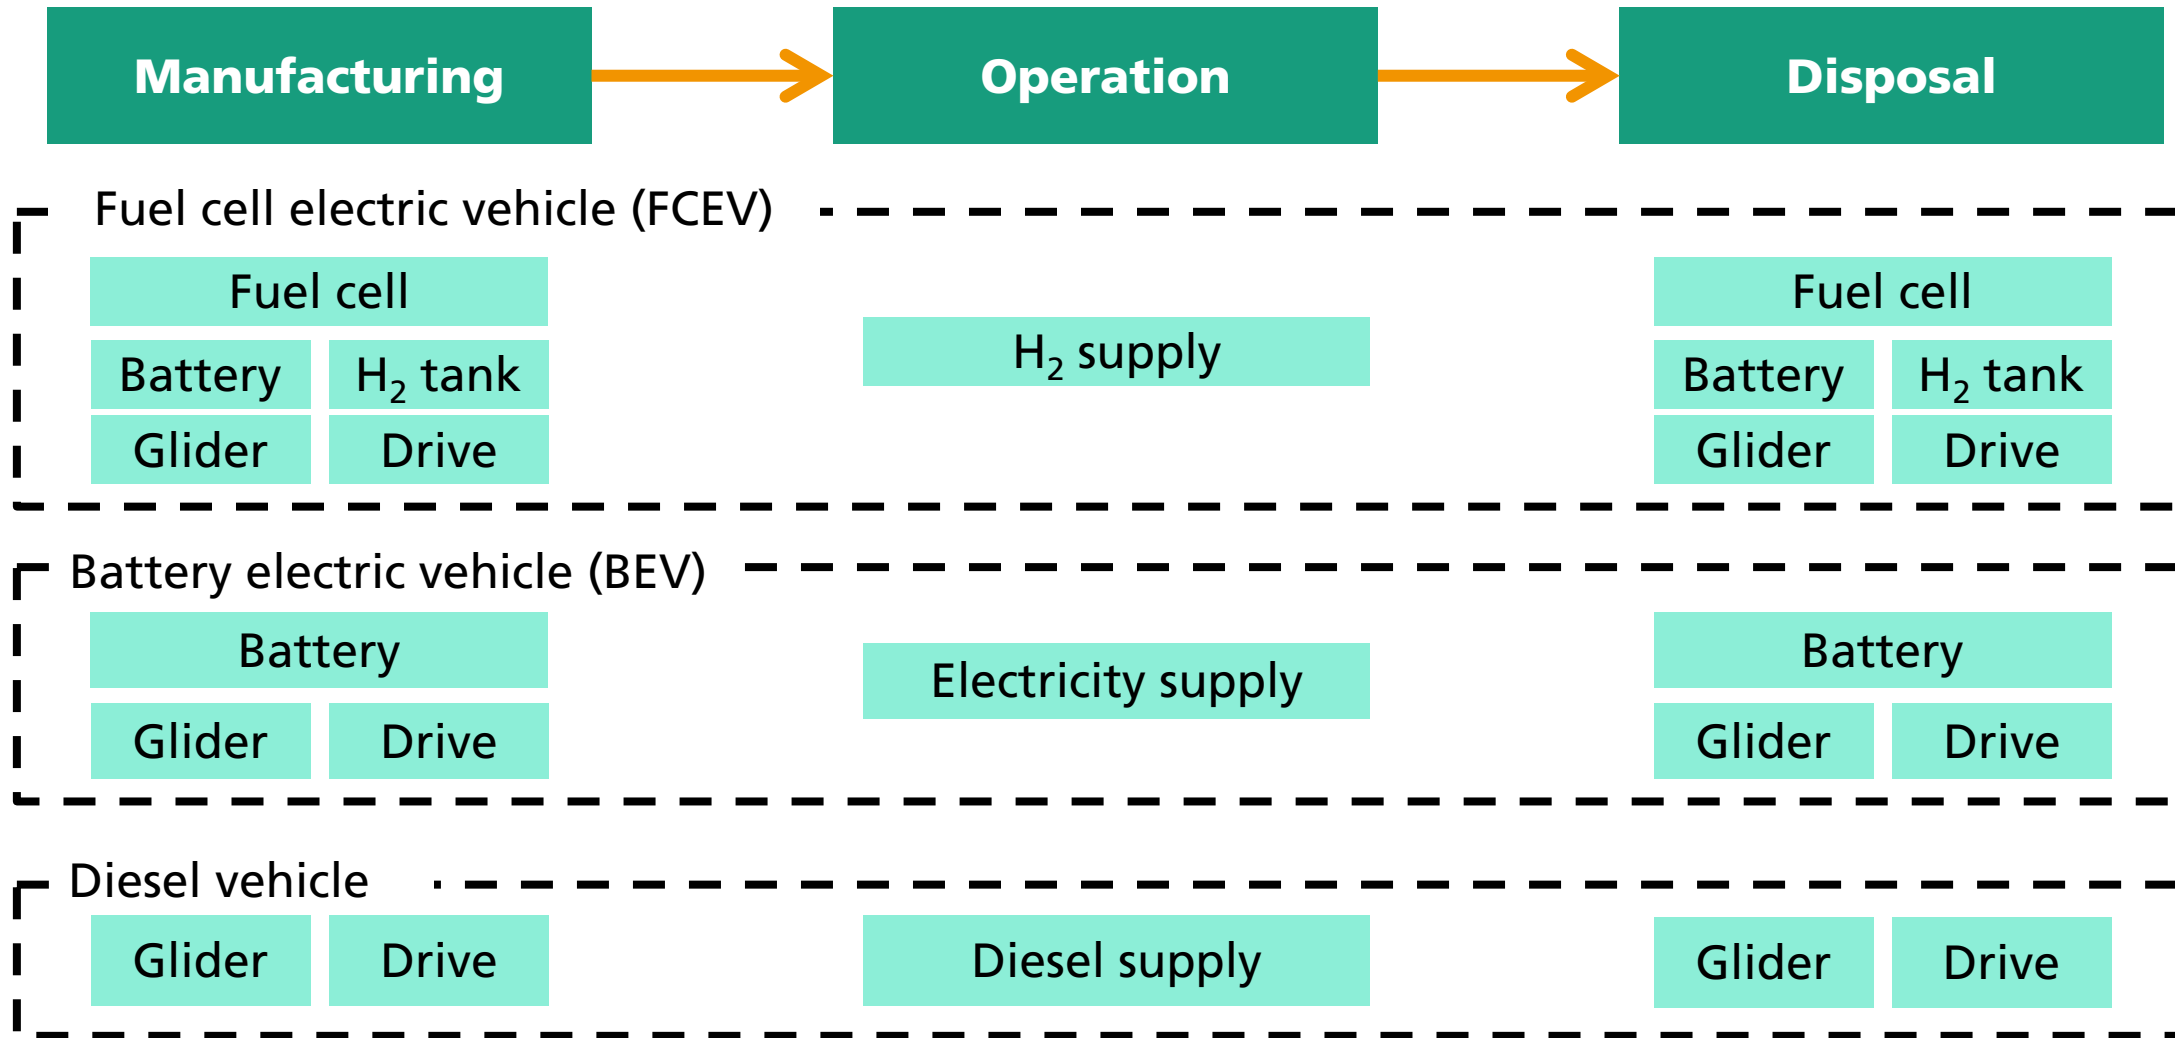 Manufacturing
Operation
Disposal
Fuel cell electric vehicle (FCEV)
Fuel cell
Battery
H₂ tank
Glider
Drive
H₂ supply
Fuel cell
Battery
H₂ tank
Glider
Drive
Battery electric vehicle (BEV)
Battery
Glider
Drive
Electricity supply
Battery
Glider
Drive
Diesel vehicle
Glider
Drive
Diesel supply
Glider
Drive